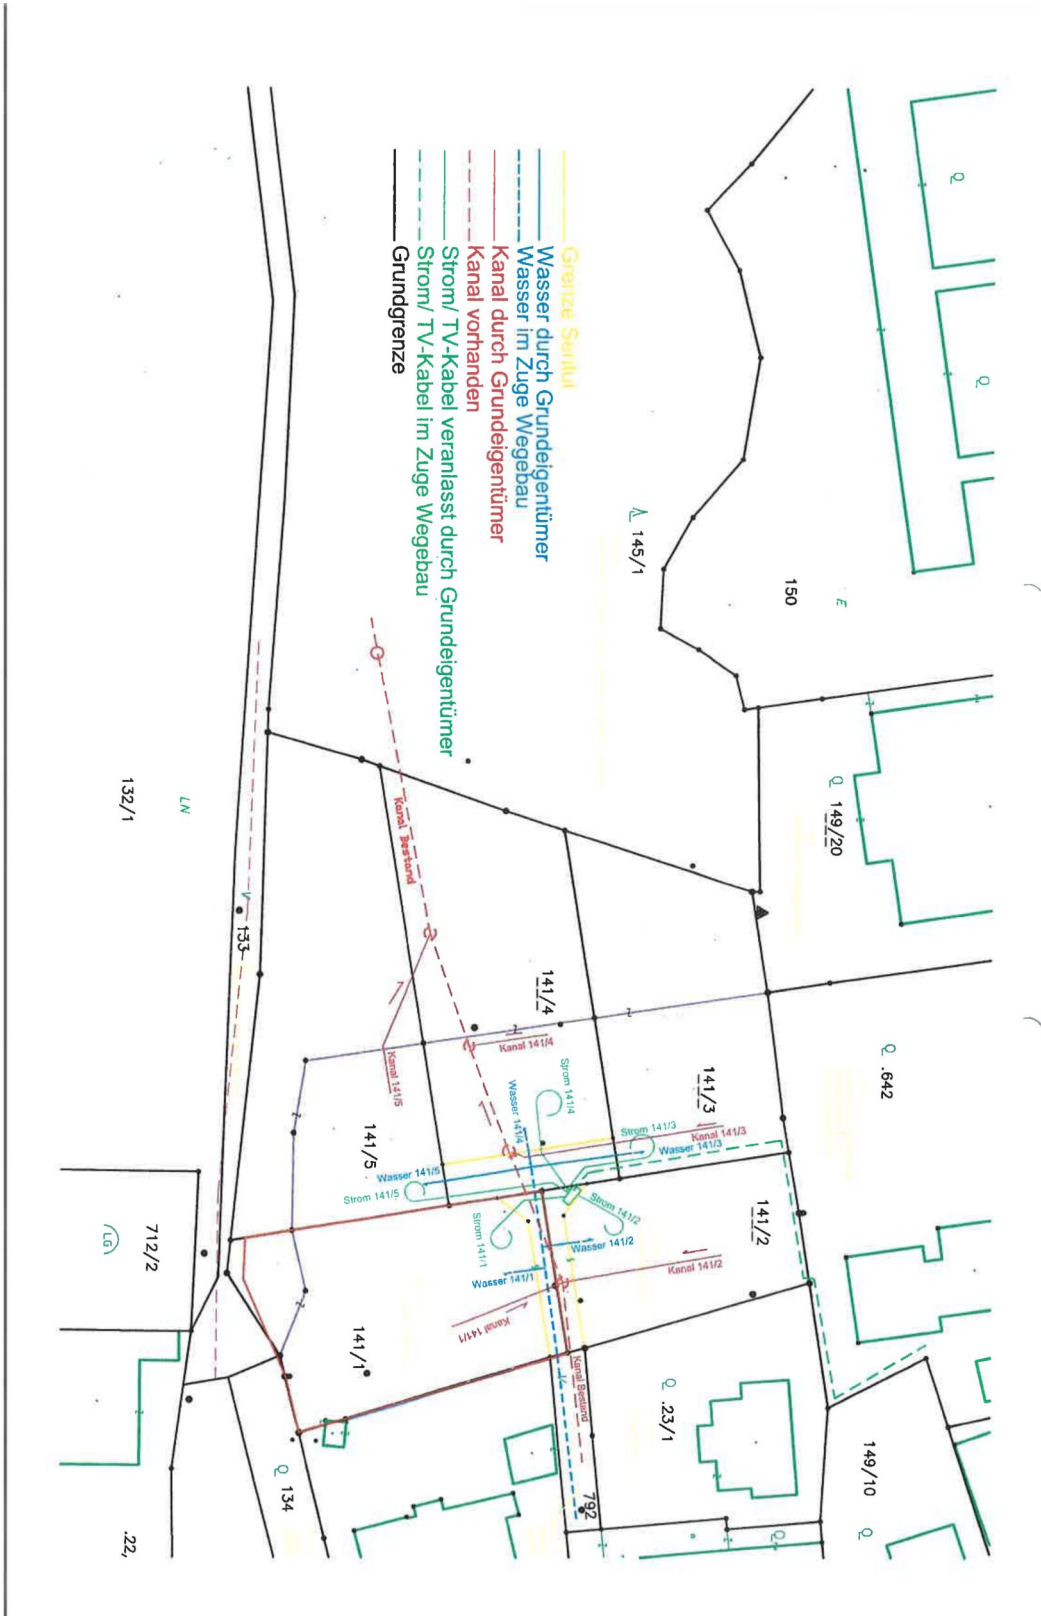 Grenze Servitut
Wasser durch Grundeigentümer
Wasser im Zuge Wegebau
Kanal durch Grundeigentümer
Kanal vorhanden
Strom/ TV-Kabel veranlasst durch Grundeigentümer
Strom/ TV-Kabel im Zuge Wegebau
Grundgrenze
Q
Q
E
150
145/1
Q 149/20
Q .642
LN
132/1
V
133
Kanal Bestand
141/4
Kanal 141/4
Kanal 141/5
141/3
Strom 141/4
Wasser 141/4
Strom 141/3
Kanal 141/3
Wasser 141/3
141/5
Wasser 141/5
Strom 141/5
Strom 141/2
Strom 141/1
141/2
Wasser 141/2
Kanal 141/2
Wasser 141/1
Kanal 141/1
712/2
LG
141/1
Kanal Bestand
Q .23/1
149/10
Q
792
Q 134
Q
.22,